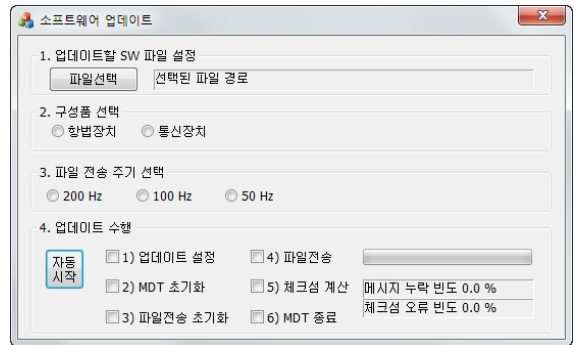 소프트웨어 업데이트
1. 업데이트할 SW 파일 설정
파일선택 선택된 파일 경로
2. 구성품 선택
항법장치 통신장치
3. 파일 전송 주기 선택
200 Hz 100 Hz 50 Hz
4. 업데이트 수행
자동
시작
1) 업데이트 설정 4) 파일전송
2) MDT 초기화 5) 체크섬 계산 메시지 누락 빈도 0.0 %
체크섬 오류 빈도 0.0 %
3) 파일전송 초기화 6) MDT 종료